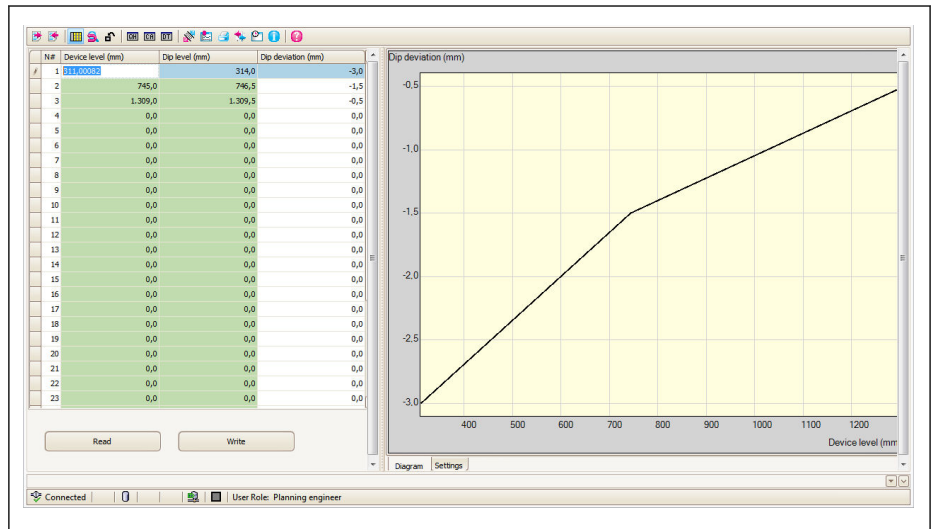 CH CA DT
N# Device level (mm) Dip level (mm) Dip deviation (mm)
1 311,00082 314,0 -3,0
2 745,0 746,5 -1,5
3 1.309,0 1.309,5 -0,5
4 0,0 0,0 0,0
5 0,0 0,0 0,0
6 0,0 0,0 0,0
7 0,0 0,0 0,0
8 0,0 0,0 0,0
9 0,0 0,0 0,0
10 0,0 0,0 0,0
11 0,0 0,0 0,0
12 0,0 0,0 0,0
13 0,0 0,0 0,0
14 0,0 0,0 0,0
15 0,0 0,0 0,0
16 0,0 0,0 0,0
17 0,0 0,0 0,0
18 0,0 0,0 0,0
19 0,0 0,0 0,0
20 0,0 0,0 0,0
21 0,0 0,0 0,0
22 0,0 0,0 0,0
23 0,0 0,0 0,0
Read Write
Dip deviation (mm)
-0,5
-1,0
-1,5
-2,0
-2,5
-3,0
400 500 600 700 800 900 1000 1100 1200
Device level (mm
Diagram Settings
Connected User Role: Planning engineer